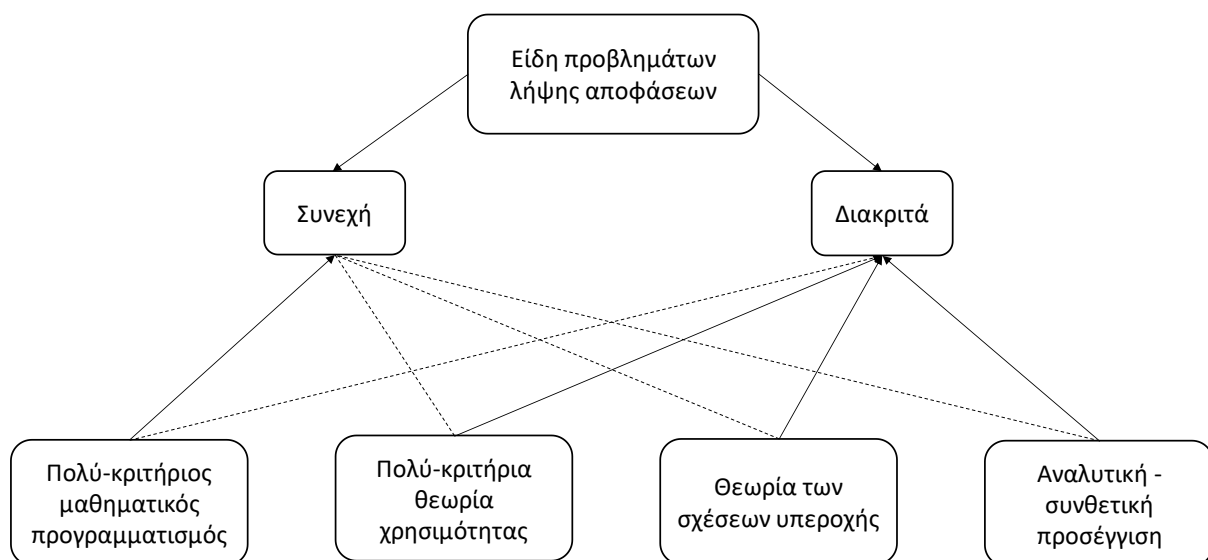 Είδη προβλημάτων
λήψης αποφάσεων
Συνεχή
Διακριτά
Πολύ-κριτήριος
μαθηματικός
προγραμματισμός
Πολύ-κριτήρια
θεωρία
χρησιμότητας
Θεωρία των
σχέσεων υπεροχής
Αναλυτική -
συνθετική
προσέγγιση